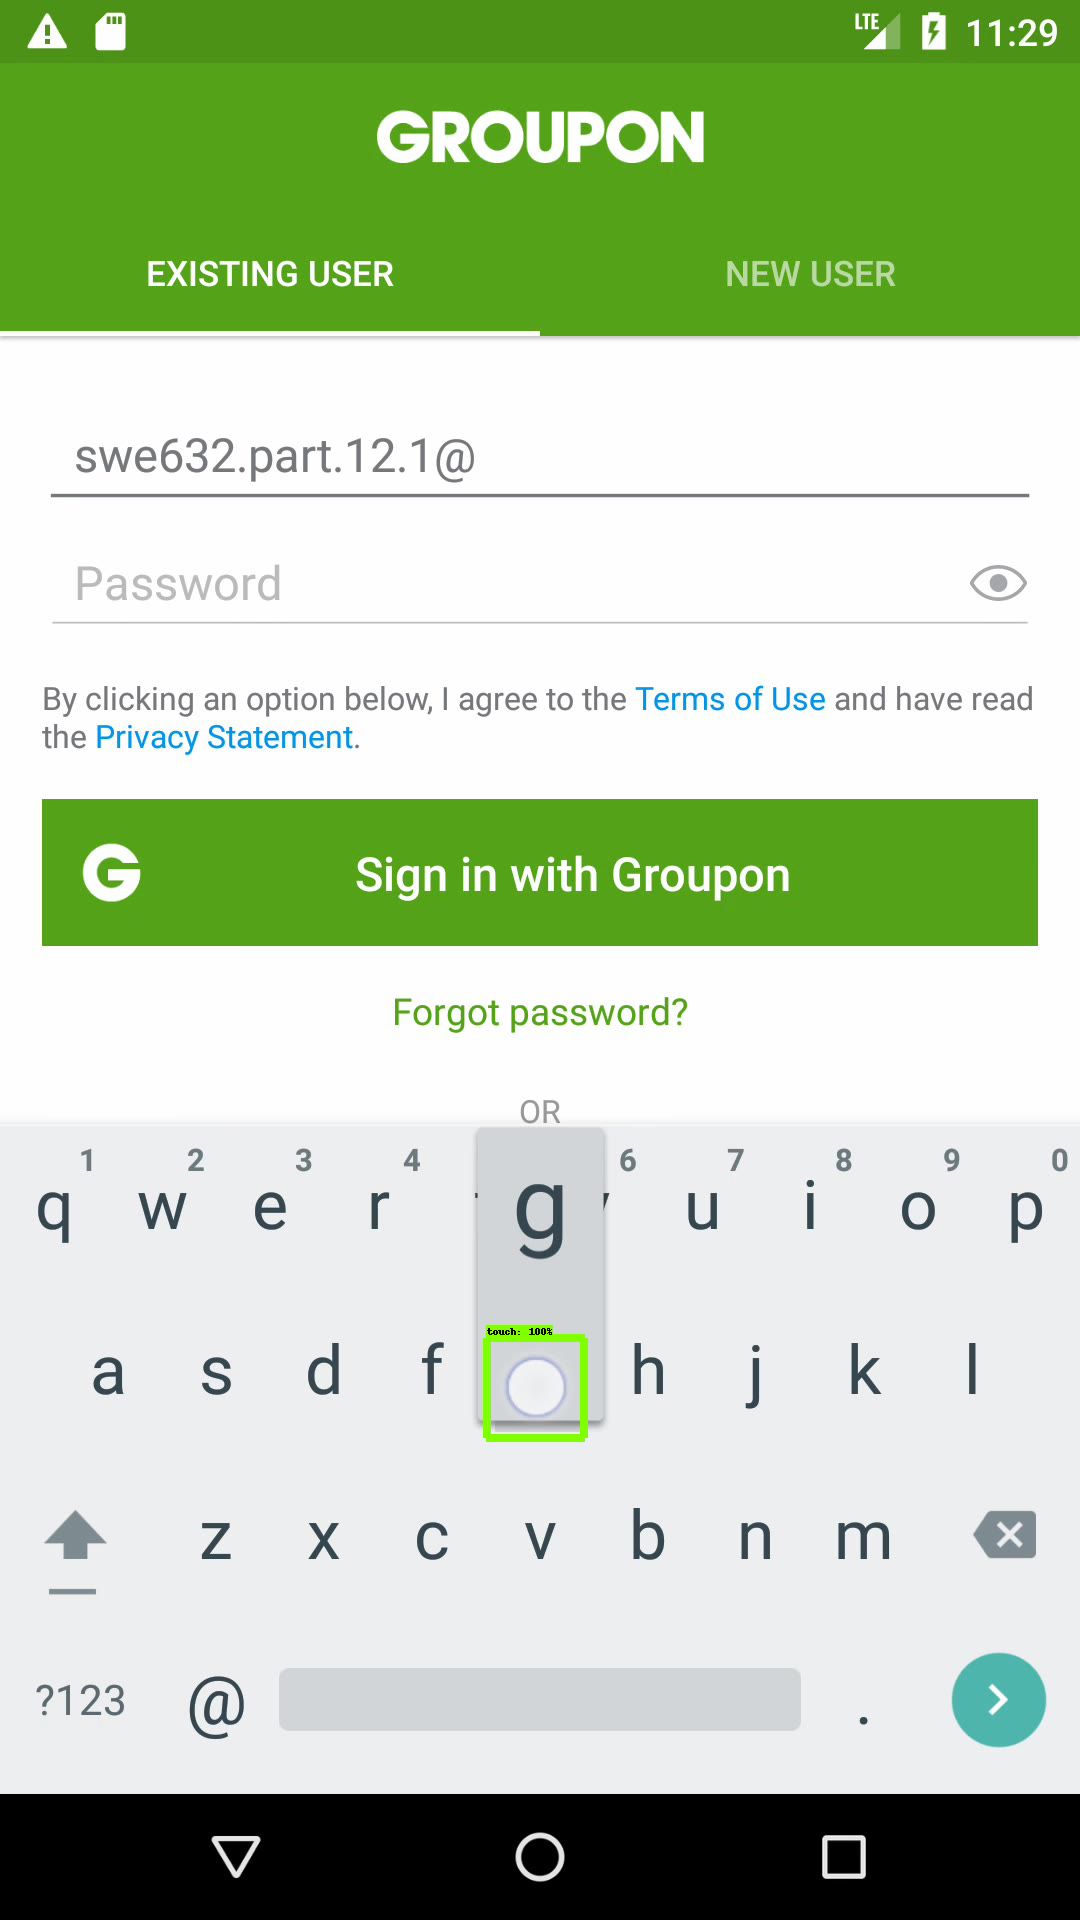 LTE 11:29
GROUPON
EXISTING USER NEW USER
swe632.part.12.1@
Password
By clicking an option below, I agree to the Terms of Use and have read
the Privacy Statement.
G Sign in with Groupon
Forgot password?
OR
1 2 3 4 6 7 8 9 0
q w e r g u i o p
touch: 100%
a s d f h j k l
z x c v b n m
?123 @ .